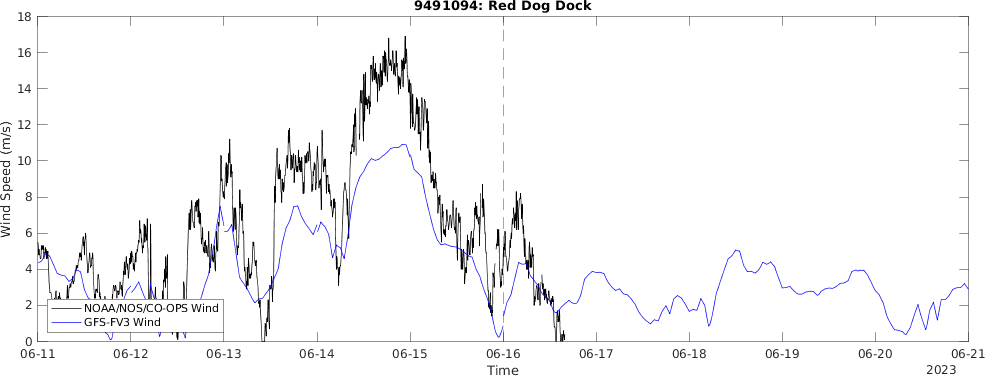 9491094: Red Dog Dock
18
16
14
12
10
8
6
4
2
0
Wind Speed (m/s)
NOAA/NOS/CO-OPS Wind
GFS-FV3 Wind
06-11 06-12 06-13 06-14 06-15 06-16 06-17 06-18 06-19 06-20 06-21
Time
2023